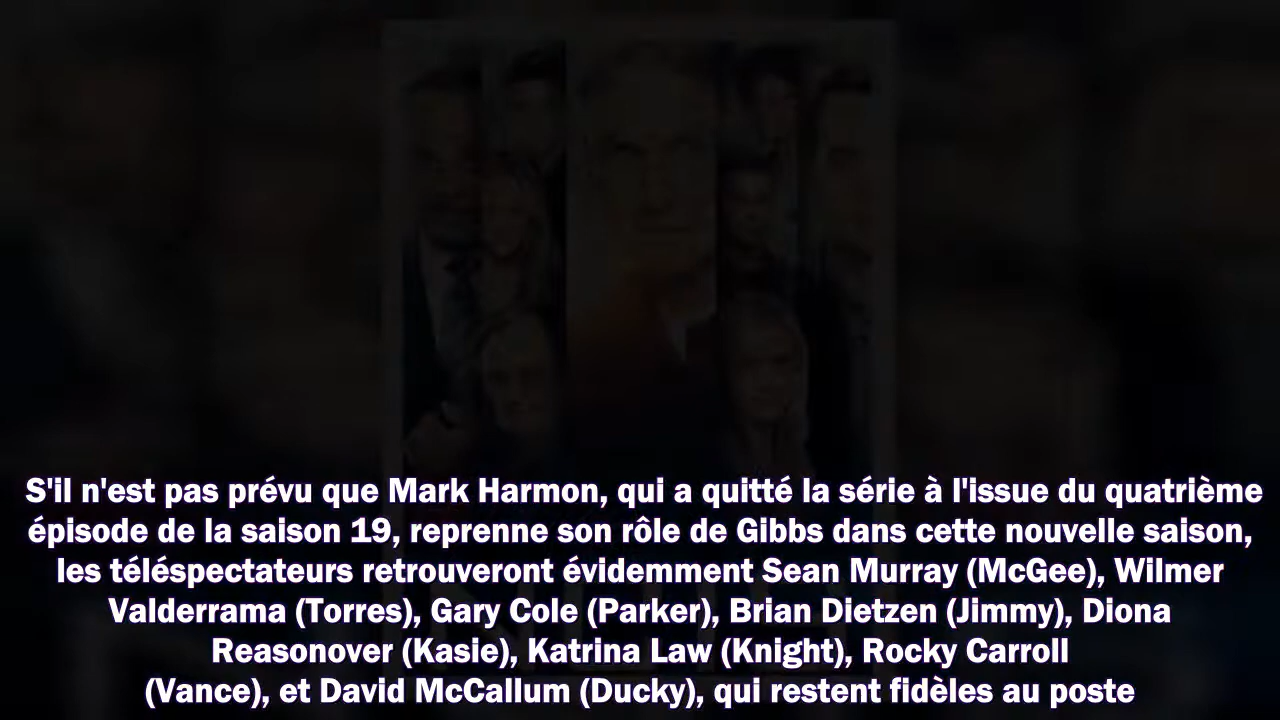 S'il n'est pas prévu que Mark Harmon, qui a quitté la série à l'issue du quatrième
épisode de la saison 19, reprenne son rôle de Gibbs dans cette nouvelle saison,
les téléspectateurs retrouveront évidemment Sean Murray (McGee), Wilmer
Valderrama (Torres), Gary Cole (Parker), Brian Dietzen (Jimmy), Diona
Reasonover (Kasie), Katrina Law (Knight), Rocky Carroll
(Vance), et David McCallum (Ducky), qui restent fidèles au poste